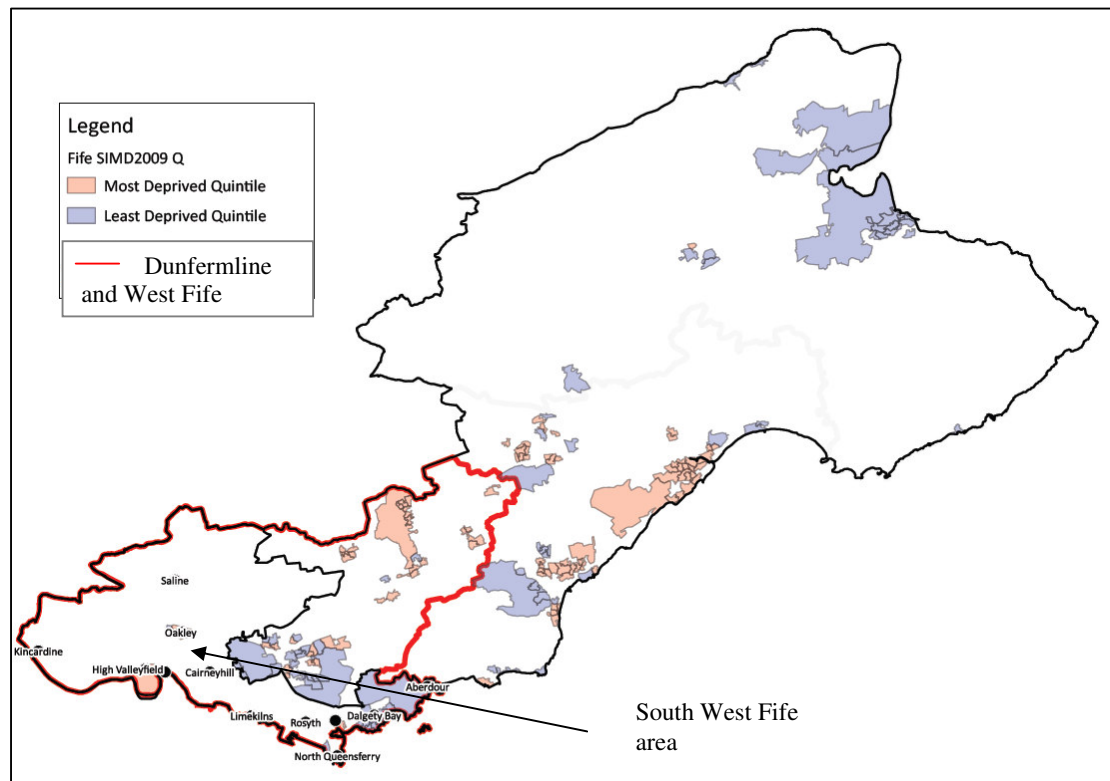 Legend
Fife SIMD2009 Q
Most Deprived Quintile
Least Deprived Quintile
Dunfermline
and West Fife
Saline
Oakley
Kincardine
High Valleyfield
Cairneyhill
Aberdour
Limekilns
Rosyth
Dalgety Bay
North Queensferry
South West Fife
area